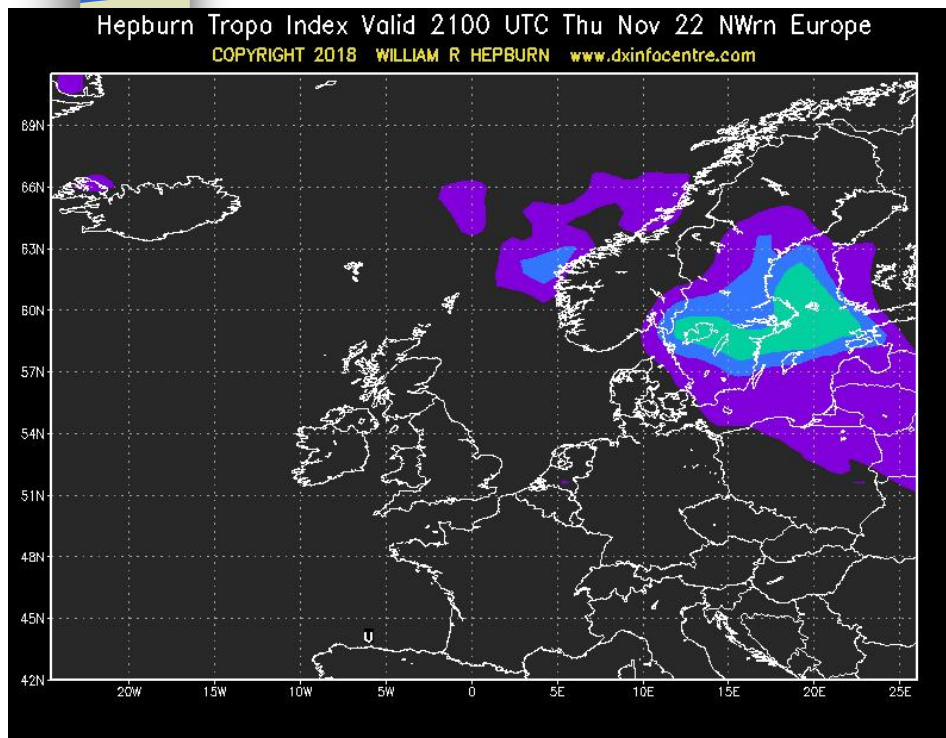 Hepburn Tropo Index Valid 2100 UTC Thu Nov 22 NWrn Europe
COPYRIGHT 2018 WILLIAM R HEPBURN www.dxinfocentre.com
69N
66N
63N
60N
57N
54N
51N
48N
45N
U
42N
20W 15W 10W 5W 0 5E 10E 15E 20E 25E